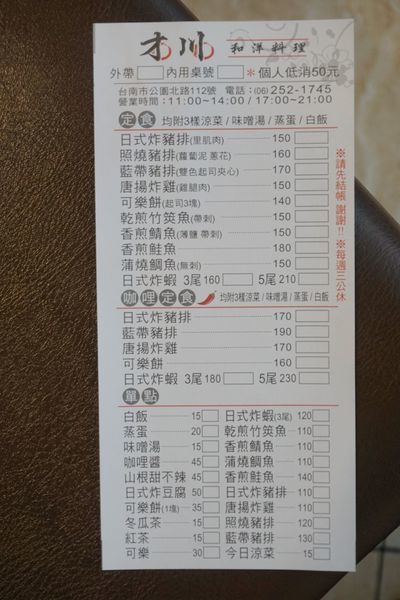 才川 和洋料理
外帶 內用桌號 *個人低消50元
台南市公園北路112號 電話：(06) 252-1745
營業時間：11:00~14:00 / 17:00~21:00
定食 均附3樣涼菜 / 味噌湯 / 蒸蛋 / 白飯
日式炸豬排(里肌肉) 150
照燒豬排(蘿蔔泥 蔥花) 160
藍帶豬排(雙色起司夾心) 170
唐揚炸雞(雞腿肉) 150
可樂餅(起司3塊) 140
乾煎竹筴魚(帶刺) 150
香煎鯖魚(薄鹽 帶刺) 150
香煎鮭魚 180
蒲燒鯛魚(無刺) 150
日式炸蝦 3尾 160 5尾 210
※請先結帳 謝謝!! ※每週三公休
咖哩定食 均附3樣涼菜 / 味噌湯 / 蒸蛋 / 白飯
日式炸豬排 170
藍帶豬排 190
唐揚炸雞 170
可樂餅 160
日式炸蝦 3尾 180 5尾 230
單點
白飯 15 日式炸蝦(3尾) 120
蒸蛋 20 乾煎竹筴魚 110
味噌湯 15 香煎鯖魚 110
咖哩醬 45 蒲燒鯛魚 110
山根甜不辣 45 香煎鮭魚 140
日式炸豆腐 50 日式炸豬排 110
可樂餅(1塊) 35 唐揚炸雞 110
冬瓜茶 15 照燒豬排 120
紅茶 15 藍帶豬排 130
可樂 30 今日涼菜 15